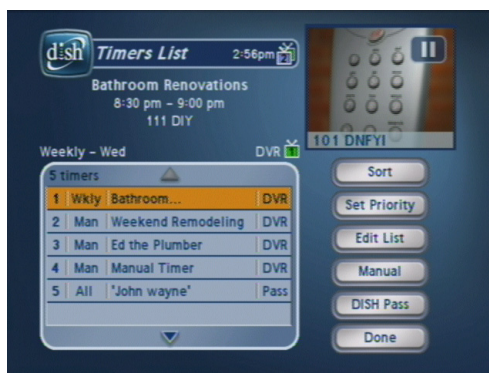 dish Timers List 2:56pm 2
Bathroom Renovations
8:30 pm - 9:00 pm
111 DIY
101 DNFYI
Weekly - Wed DVR 1
5 timers
1 Wkly Bathroom... DVR
2 Man Weekend Remodeling DVR
3 Man Ed the Plumber DVR
4 Man Manual Timer DVR
5 All "John wayne" Pass
Sort
Set Priority
Edit List
Manual
DISH Pass
Done